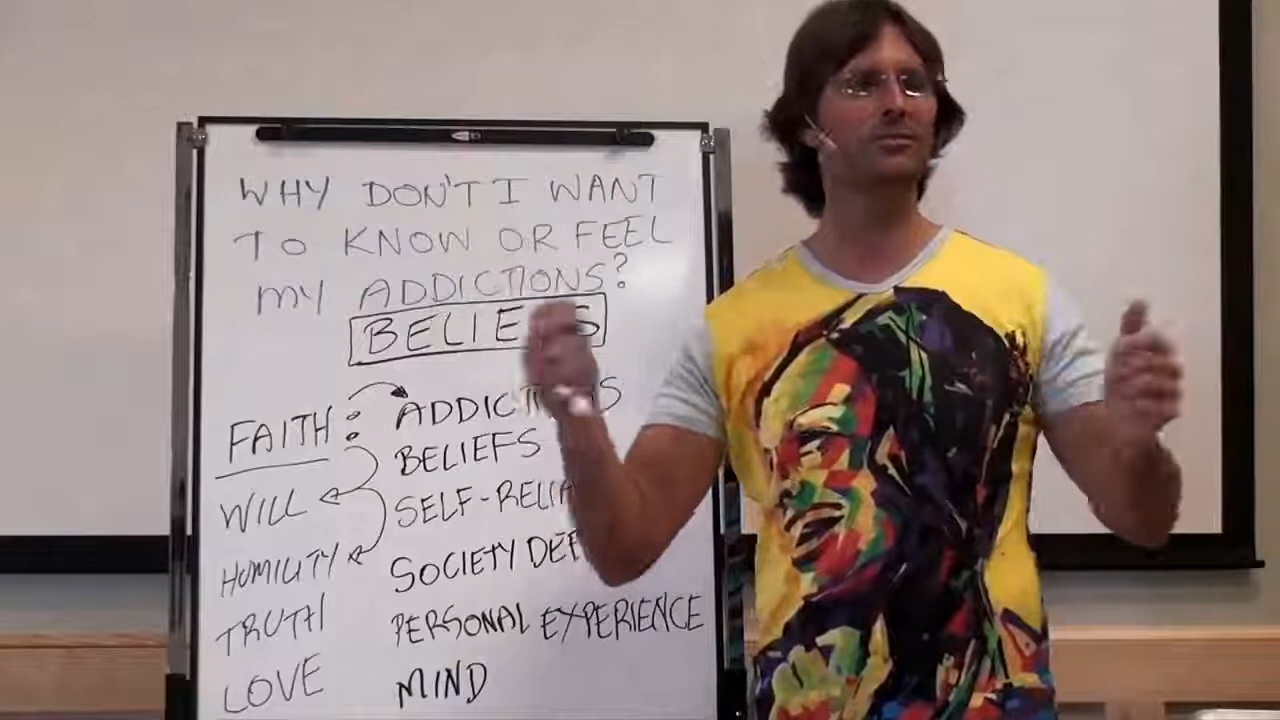 WHY DON'T I WANT
TO KNOW OR FEEL
MY ADDICTIONS?
FAITH :
WILL
HUMILITY
TRUTH
LOVE
BELIEFS
SOCIETY
PERSONAL EXPERIENCE
MIND